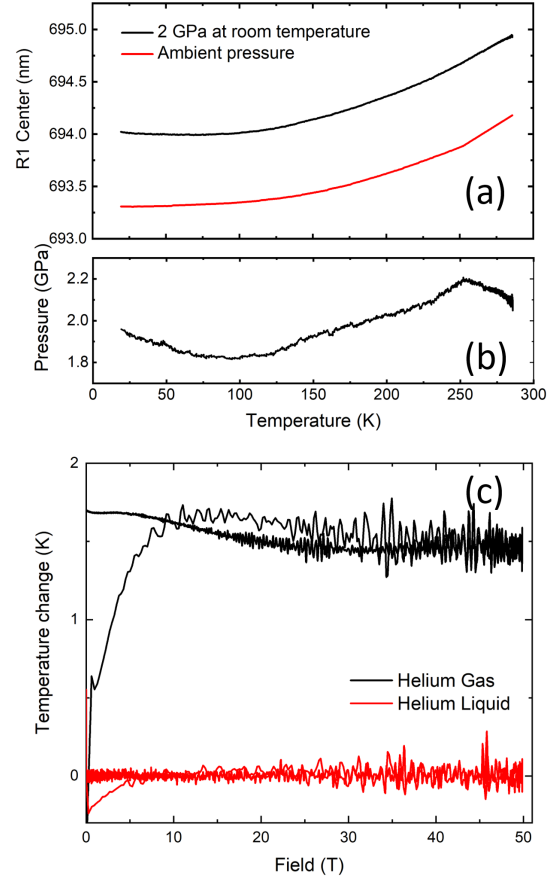 695.0
694.5
694.0
693.5
693.0
R1 Center (nm)
2 GPa at room temperature
Ambient pressure
(a)
2.2
2.0
1.8
Pressure (GPa)
(b)
0 50 100 150 200 250 300
Temperature (K)
2
1
0
Temperature change (K)
(c)
Helium Gas
Helium Liquid
0 10 20 30 40 50
Field (T)